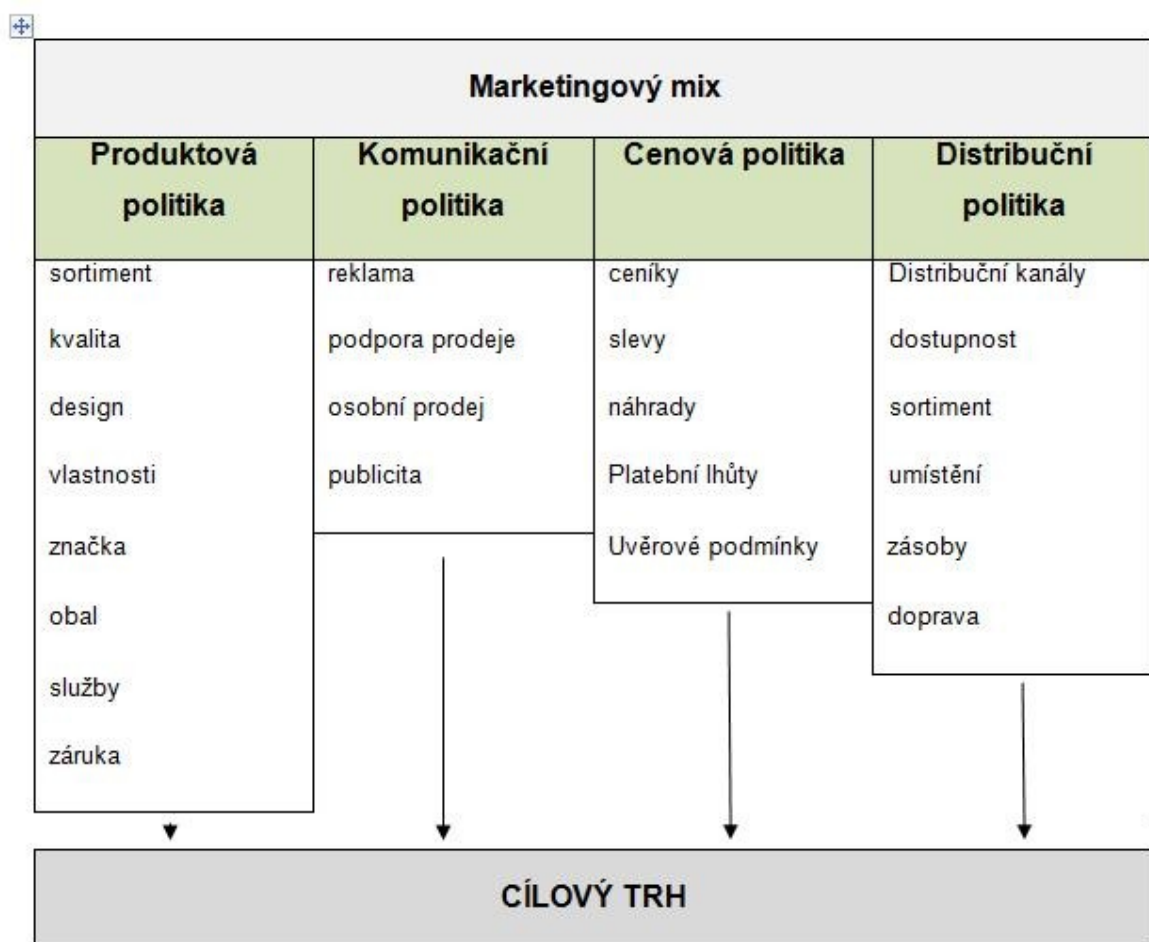 Marketingový mix
Produktová
politika
Komunikační
politika
Cenová politika
Distribuční
politika
sortiment
kvalita
design
vlastnosti
značka
obal
služby
záruka
reklama
podpora prodeje
osobní prodej
publicita
ceníky
slevy
náhrady
Platební lhůty
Uvěrové podmínky
Distribuční kanály
dostupnost
sortiment
umístění
zásoby
doprava
CÍLOVÝ TRH